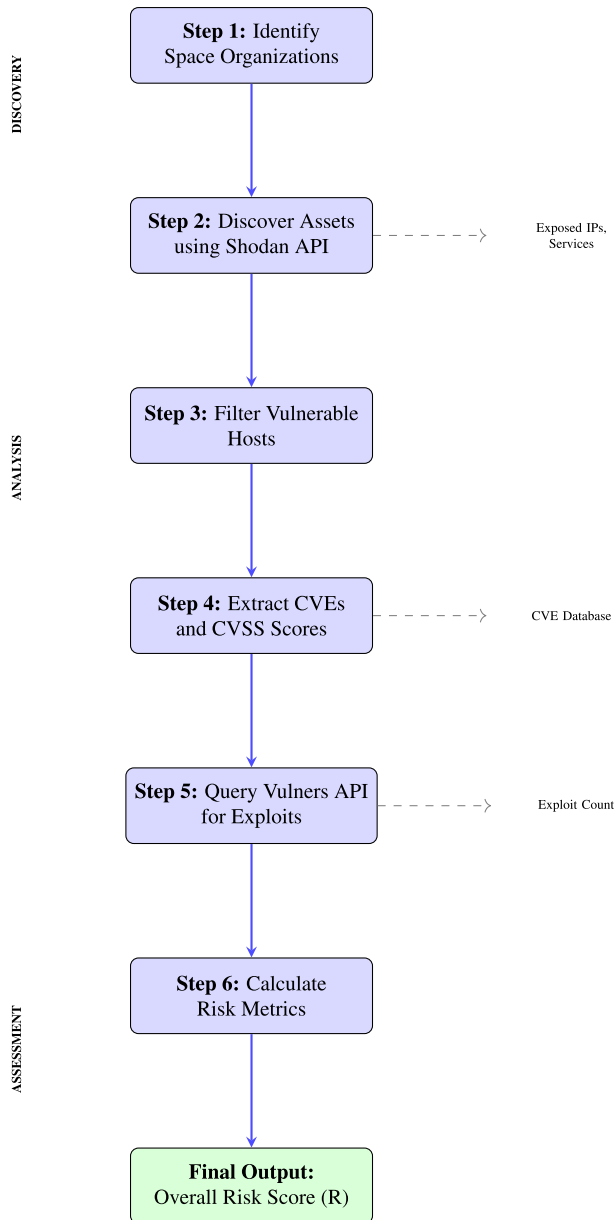 DISCOVERY
Step 1: Identify
Space Organizations
Step 2: Discover Assets
using Shodan API
Exposed IPs,
Services
ANALYSIS
Step 3: Filter Vulnerable
Hosts
Step 4: Extract CVEs
and CVSS Scores
CVE Database
Step 5: Query Vulners API
for Exploits
Exploit Count
ASSESSMENT
Step 6: Calculate
Risk Metrics
Final Output:
Overall Risk Score (R)